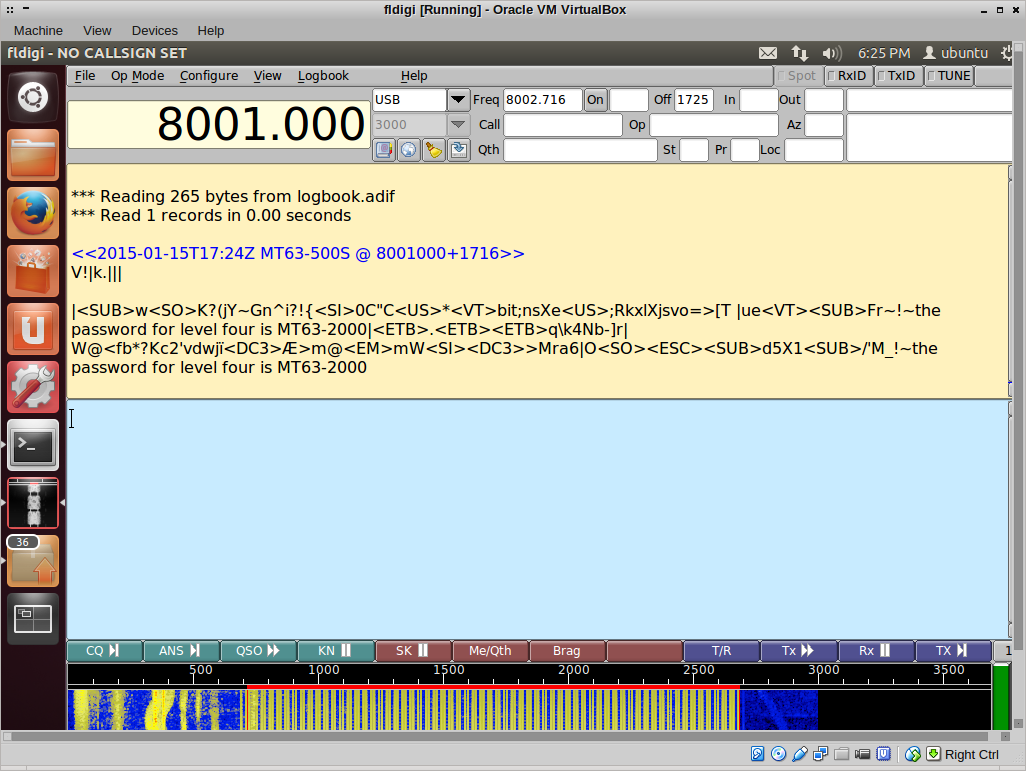 fldigi [Running] - Oracle VM VirtualBox
Machine View Devices Help
fldigi - NO CALLSIGN SET
6:25 PM ubuntu
File Op Mode Configure View Logbook Help
Spot RxID TxID TUNE
8001.000
USB Freq 8002.716 On Off 1725 In Out
3000 Call Op Az
Qth St Pr Loc
*** Reading 265 bytes from logbook.adif
*** Read 1 records in 0.00 seconds
<<2015-01-15T17:24Z MT63-500S @ 8001000+1716>>
V!|k.|||
|<SUB>w<SO>K?(jY~Gn^i?!{<SI>0C"C<US>*<VT>bit;nsXe<US>;RkxlXjsvo=>[T |ue<VT><SUB>Fr~!~the
password for level four is MT63-2000|<ETB>.<ETB><ETB>q\k4Nb-]r|
W@<fb*?Kc2'vdwjï<DC3>Æ>m@<EM>mW<SI><DC3>>Mra6|O<SO><ESC><SUB>d5X1<SUB>/'M_!~the
password for level four is MT63-2000
36
CQ ANS QSO KN SK Me/Qth Brag T/R Tx Rx TX 1
500 1000 1500 2000 2500 3000 3500
Right Ctrl